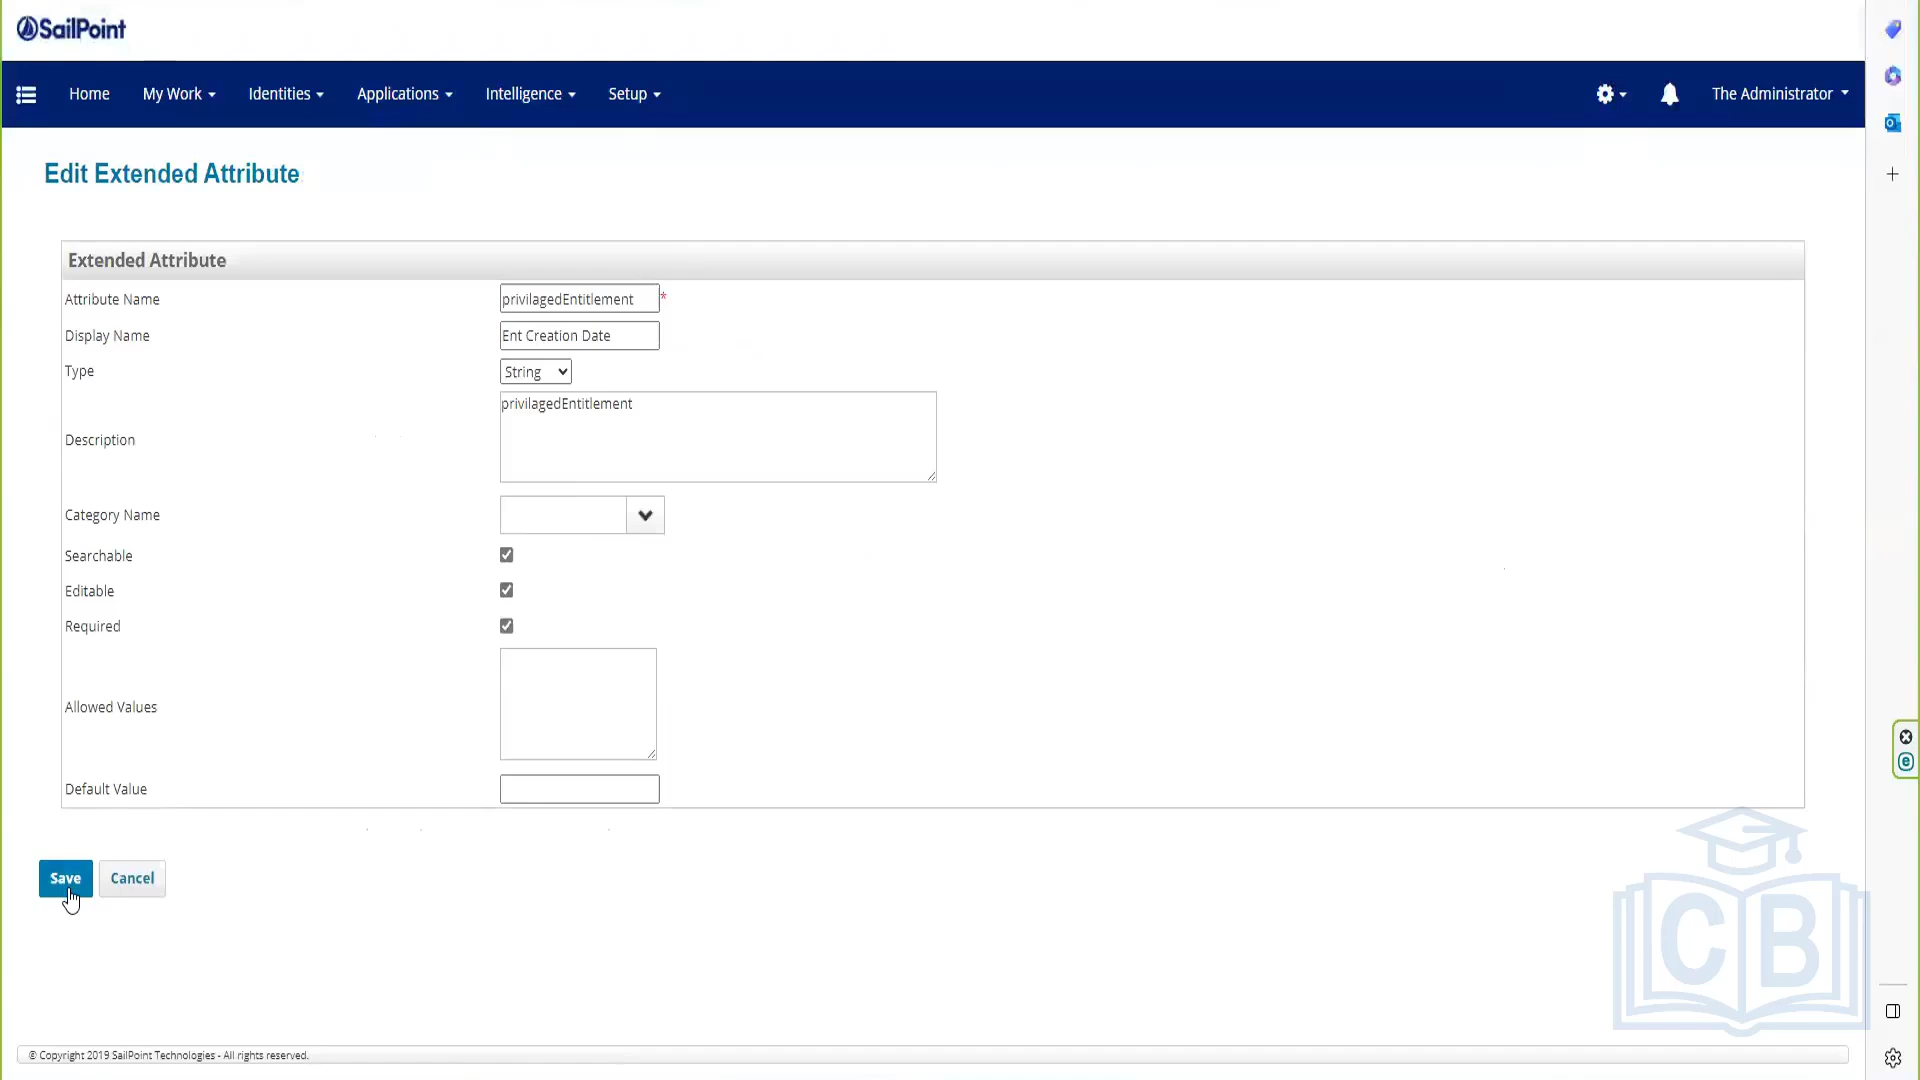 SailPoint
Home My Work Identities Applications Intelligence Setup The Administrator
Edit Extended Attribute
Extended Attribute
Attribute Name privilagedEntitlement *
Display Name Ent Creation Date
Type String
privilagedEntitlement
Description
Category Name
Searchable
Editable
Required
Allowed Values
Default Value
Save Cancel
CB
© Copyright 2019 SailPoint Technologies - All rights reserved.